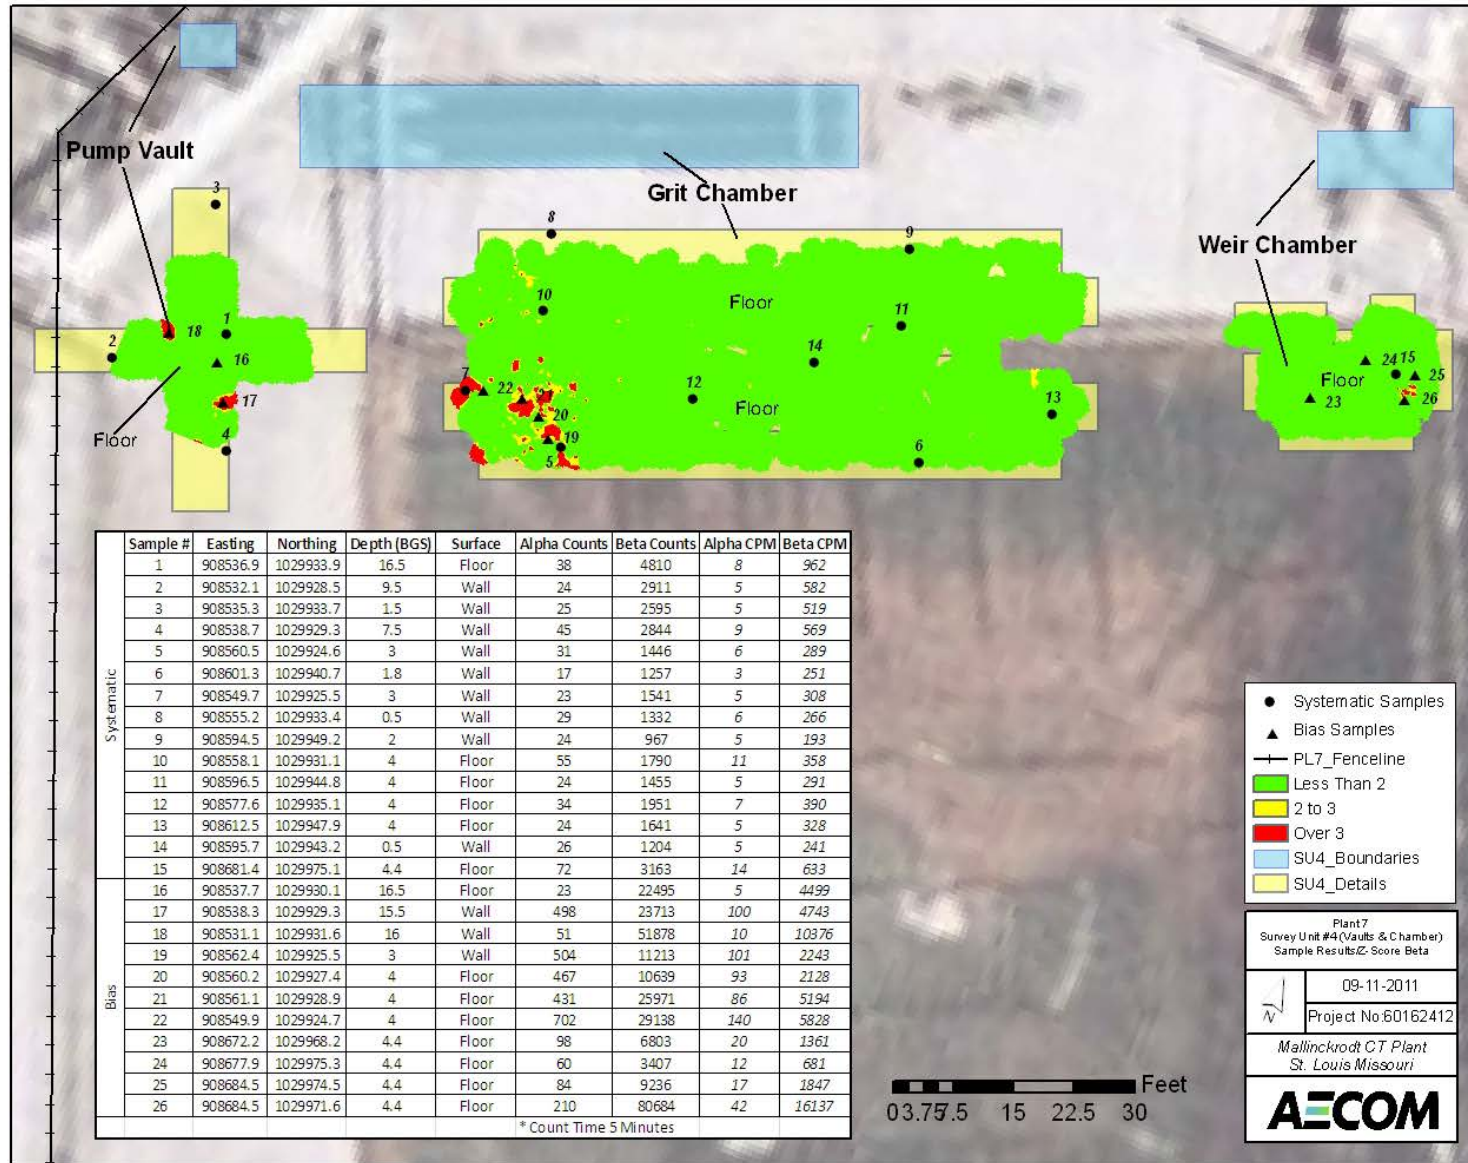 Pump Vault
3
8
Grit Chamber
9
Weir Chamber
10
Floor
1
2
18
11
16
14
24
15
25
Floor
7
22
12
Floor
13
23
26
17
20
Floor
4
19
5
6
Sample # Easting Northing Depth (BGS) Surface Alpha Counts Beta Counts Alpha CPM Beta CPM
Systematic
1 908536.9 1029933.9 16.5 Floor 38 4810 8 962
2 908532.1 1029928.5 9.5 Wall 24 2911 5 582
3 908535.3 1029933.7 1.5 Wall 25 2595 5 519
4 908538.7 1029929.3 7.5 Wall 45 2844 9 569
5 908560.5 1029924.6 3 Wall 31 1446 6 289
6 908601.3 1029940.7 1.8 Wall 17 1257 3 251
7 908549.7 1029925.5 3 Wall 23 1541 5 308
8 908555.2 1029933.4 0.5 Wall 29 1332 6 266
9 908594.5 1029949.2 2 Wall 24 967 5 193
10 908558.1 1029931.1 4 Floor 55 1790 11 358
11 908596.5 1029944.8 4 Floor 24 1455 5 291
12 908577.6 1029935.1 4 Floor 34 1951 7 390
13 908612.5 1029947.9 4 Floor 24 1641 5 328
14 908595.7 1029943.2 0.5 Wall 26 1204 5 241
15 908681.4 1029975.1 4.4 Floor 72 3163 14 633
Bias
16 908537.7 1029930.1 16.5 Floor 23 22495 5 4499
17 908538.3 1029929.3 15.5 Wall 498 23713 100 4743
18 908531.1 1029931.6 16 Wall 51 51878 10 10376
19 908562.4 1029925.5 3 Wall 504 11213 101 2243
20 908560.2 1029927.4 4 Floor 467 10639 93 2128
21 908561.1 1029928.9 4 Floor 431 25971 86 5194
22 908549.9 1029924.7 4 Floor 702 29138 140 5828
23 908672.2 1029968.2 4.4 Floor 98 6803 20 1361
24 908677.9 1029975.3 4.4 Floor 60 3407 12 681
25 908684.5 1029974.5 4.4 Floor 84 9236 17 1847
26 908684.5 1029971.6 4.4 Floor 210 80684 42 16137
* Count Time 5 Minutes
Systematic Samples
Bias Samples
PL7_Fenceline
Less Than 2
2 to 3
Over 3
SU4_Boundaries
SU4_Details
Feet
0 3.75 7.5 15 22.5 30
Plant 7
Survey Unit #4 (Vaults & Chamber)
Sample Results/Z-Score Beta
N
09-11-2011
Project No:60162412
Mallinckrodt CT Plant
St. Louis Missouri
AECOM